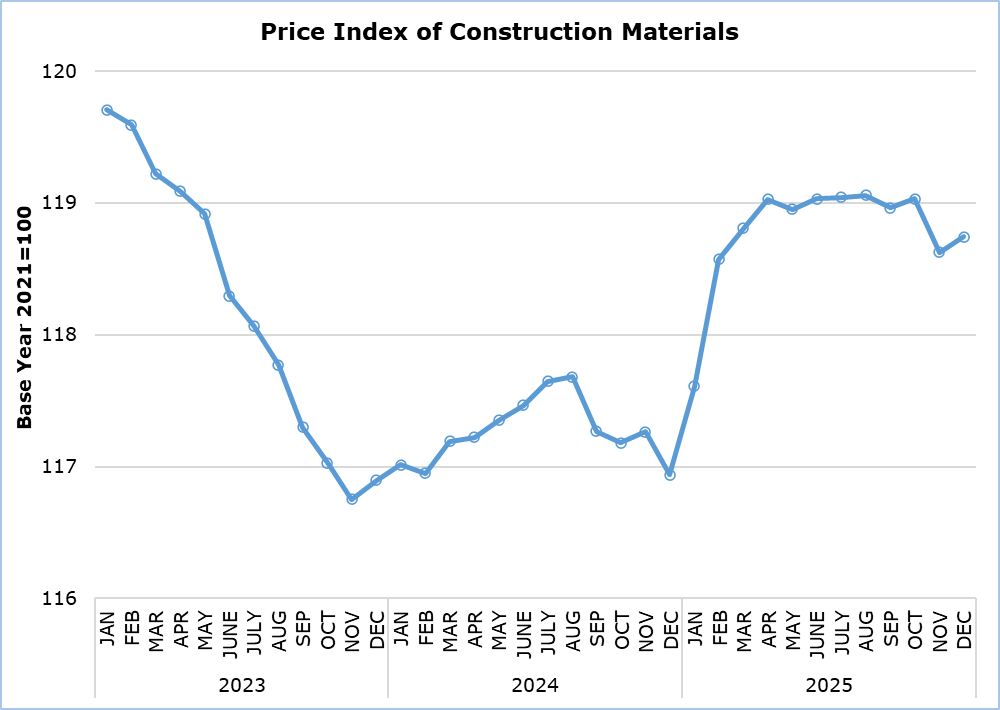 Price Index of Construction Materials
Base Year 2021=100
120
119
118
117
116
JAN FEB MAR APR MAY JUNE JULY AUG SEP OCT NOV DEC JAN FEB MAR APR MAY JUNE JULY AUG SEP OCT NOV DEC JAN FEB MAR APR MAY JUNE JULY AUG SEP OCT NOV DEC
2023 2024 2025